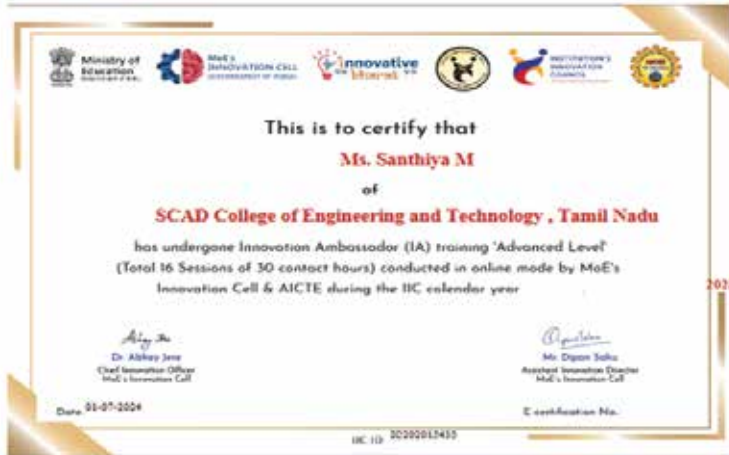 Ministry of
Education
MoE's
INNOVATION CELL
GOVERNMENT OF INDIA
innovative
bharat
INSTITUTION'S
INNOVATION
COUNCIL
This is to certify that
Ms. Santhiya M
of
SCAD College of Engineering and Technology , Tamil Nadu
has undergone Innovation Ambassador (IA) training 'Advanced Level'
(Total 16 Sessions of 30 contact hours) conducted in online mode by MoE's
Innovation Cell & AICTE during the IIC calendar year
202
Dr. Abhay Jere
Chief Innovation Officer
MoE's Innovation Cell
Mr. Dipan Sahu
Assistant Innovation Director
MoE's Innovation Cell
Date 01-07-2024
E certification No.
IIC ID